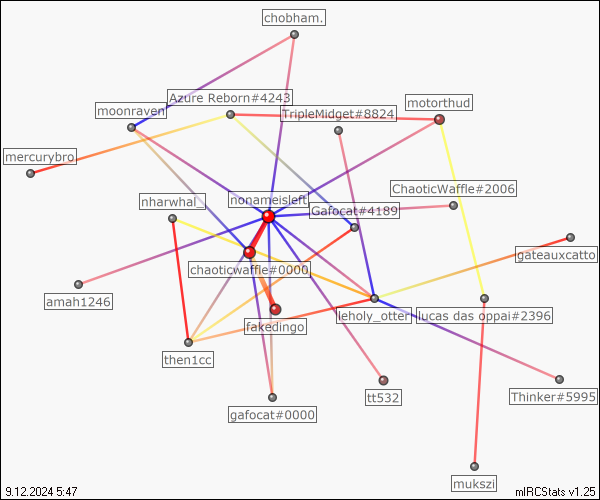 chobham.
Azure Reborn#4243
moonraven
TripleMidget#8824
motorthud
mercurybro
nharwhal_
nonameisleft
ChaoticWaffle#2006
Gafocat#4189
gateauxcatto
chaoticwaffle#0000
amah1246
fakedingo
leholy_otter
lucas das oppai#2396
then1cc
gafocat#0000
tt532
Thinker#5995
mukszi
9.12.2024 5:47
mIRCStats v1.25